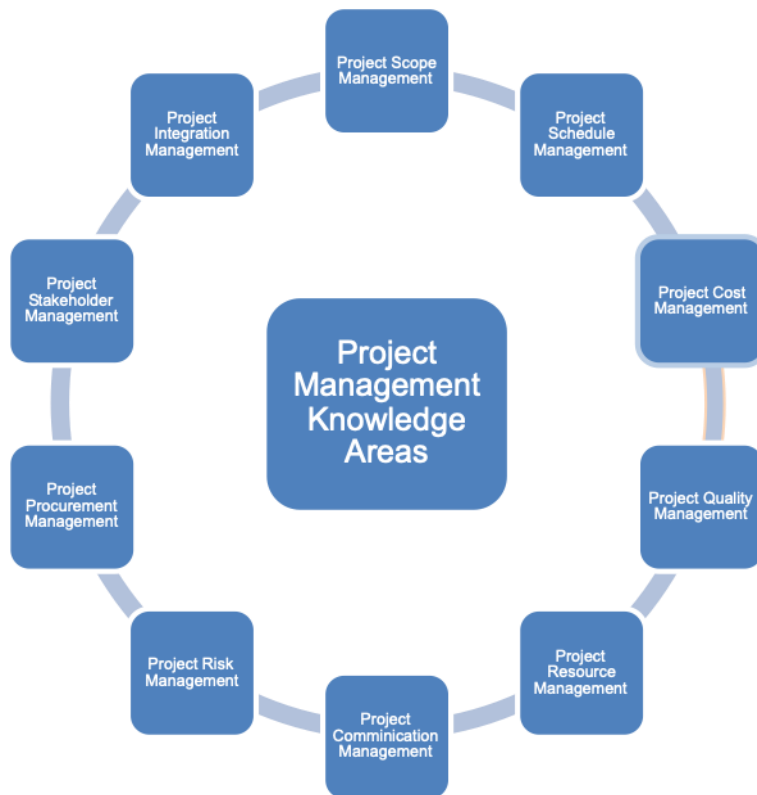 Project Scope
Management
Project
Schedule
Management
Project Cost
Management
Project Quality
Management
Project
Resource
Management
Project
Comminication
Management
Project Risk
Management
Project
Procurement
Management
Project
Stakeholder
Management
Project
Integration
Management
Project
Management
Knowledge
Areas